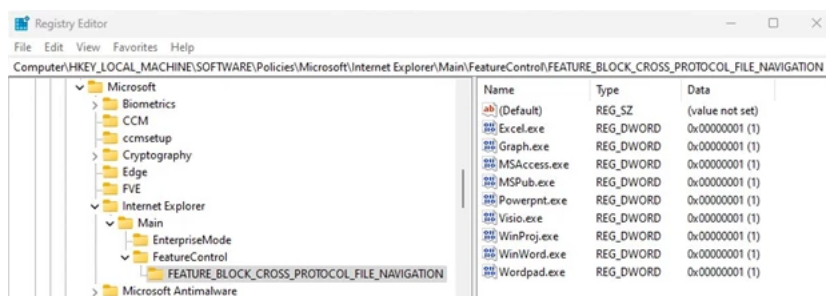 Registry Editor
File Edit View Favorites Help
Computer\HKEY_LOCAL_MACHINE\SOFTWARE\Policies\Microsoft\Internet Explorer\Main\FeatureControl\FEATURE_BLOCK_CROSS_PROTOCOL_FILE_NAVIGATION
Microsoft
Biometrics
CCM
ccmsetup
Cryptography
Edge
FVE
Internet Explorer
Main
EnterpriseMode
FeatureControl
FEATURE_BLOCK_CROSS_PROTOCOL_FILE_NAVIGATION
Microsoft Antimalware
Name Type Data
ab (Default) REG_SZ (value not set)
Excel.exe REG_DWORD 0x00000001 (1)
Graph.exe REG_DWORD 0x00000001 (1)
MSAccess.exe REG_DWORD 0x00000001 (1)
MSPub.exe REG_DWORD 0x00000001 (1)
Powerpnt.exe REG_DWORD 0x00000001 (1)
Visio.exe REG_DWORD 0x00000001 (1)
WinProj.exe REG_DWORD 0x00000001 (1)
WinWord.exe REG_DWORD 0x00000001 (1)
Wordpad.exe REG_DWORD 0x00000001 (1)